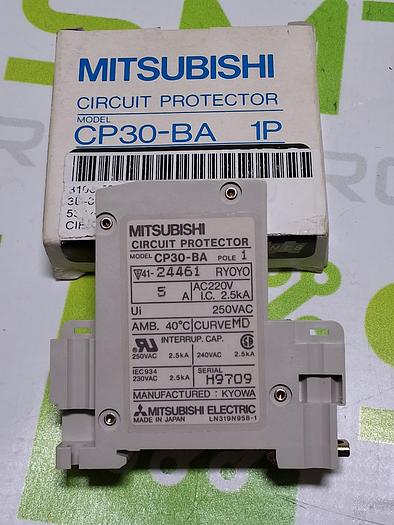 MITSUBISHI
CIRCUIT PROTECTOR
MODEL
CP30-BA 1P
MITSUBISHI
CIRCUIT PROTECTOR
MODEL CP30-BA POLE 1
41-24461 RYOYO
5 A AC220V
I.C. 2.5kA
Ui 250VAC
AMB. 40°C CURVE MD
INTERRUP. CAP.
250VAC 2.5kA 240VAC 2.5kA
IEC934
230VAC 2.5kA SERIAL H9709
MANUFACTURED : KYOWA
MITSUBISHI ELECTRIC
MADE IN JAPAN LN319N958-1